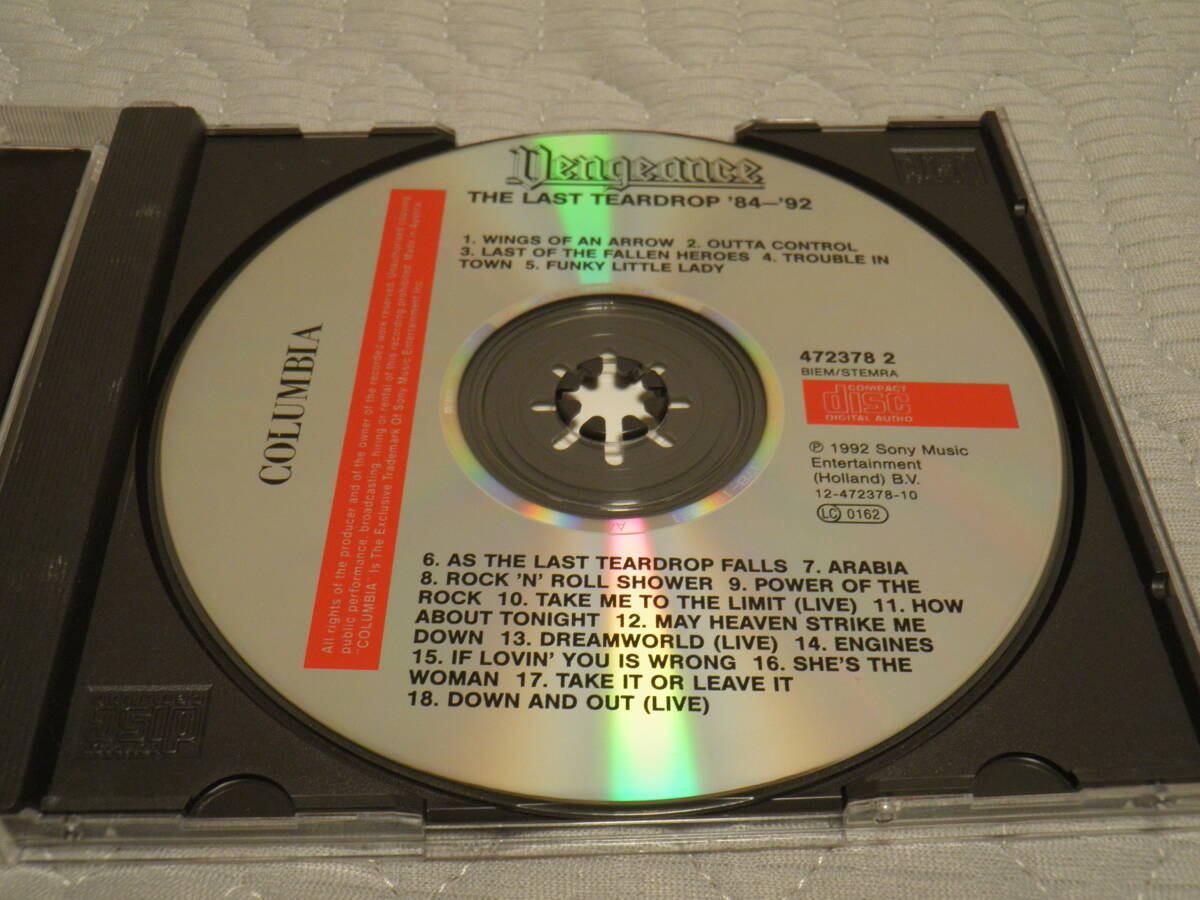 Vengeance
THE LAST TEARDROP '84–'92
1. WINGS OF AN ARROW 2. OUTTA CONTROL
3. LAST OF THE FALLEN HEROES 4. TROUBLE IN
TOWN 5. FUNKY LITTLE LADY
COLUMBIA
All rights of the producer and of the owner of the recorded work reserved. Unauthorised copying,
public performance, broadcasting, hiring or rental of this recording prohibited. Made in Austria.
"COLUMBIA" Is The Exclusive Trademark Of Sony Music Entertainment Inc.
472378 2
BIEM/STEMRA
COMPACT
disc
DIGITAL AUDIO
℗ 1992 Sony Music
Entertainment
(Holland) B.V.
12-472378-10
LC 0162
6. AS THE LAST TEARDROP FALLS 7. ARABIA
8. ROCK 'N' ROLL SHOWER 9. POWER OF THE
ROCK 10. TAKE ME TO THE LIMIT (LIVE) 11. HOW
ABOUT TONIGHT 12. MAY HEAVEN STRIKE ME
DOWN 13. DREAMWORLD (LIVE) 14. ENGINES
15. IF LOVIN' YOU IS WRONG 16. SHE'S THE
WOMAN 17. TAKE IT OR LEAVE IT
18. DOWN AND OUT (LIVE)
disc